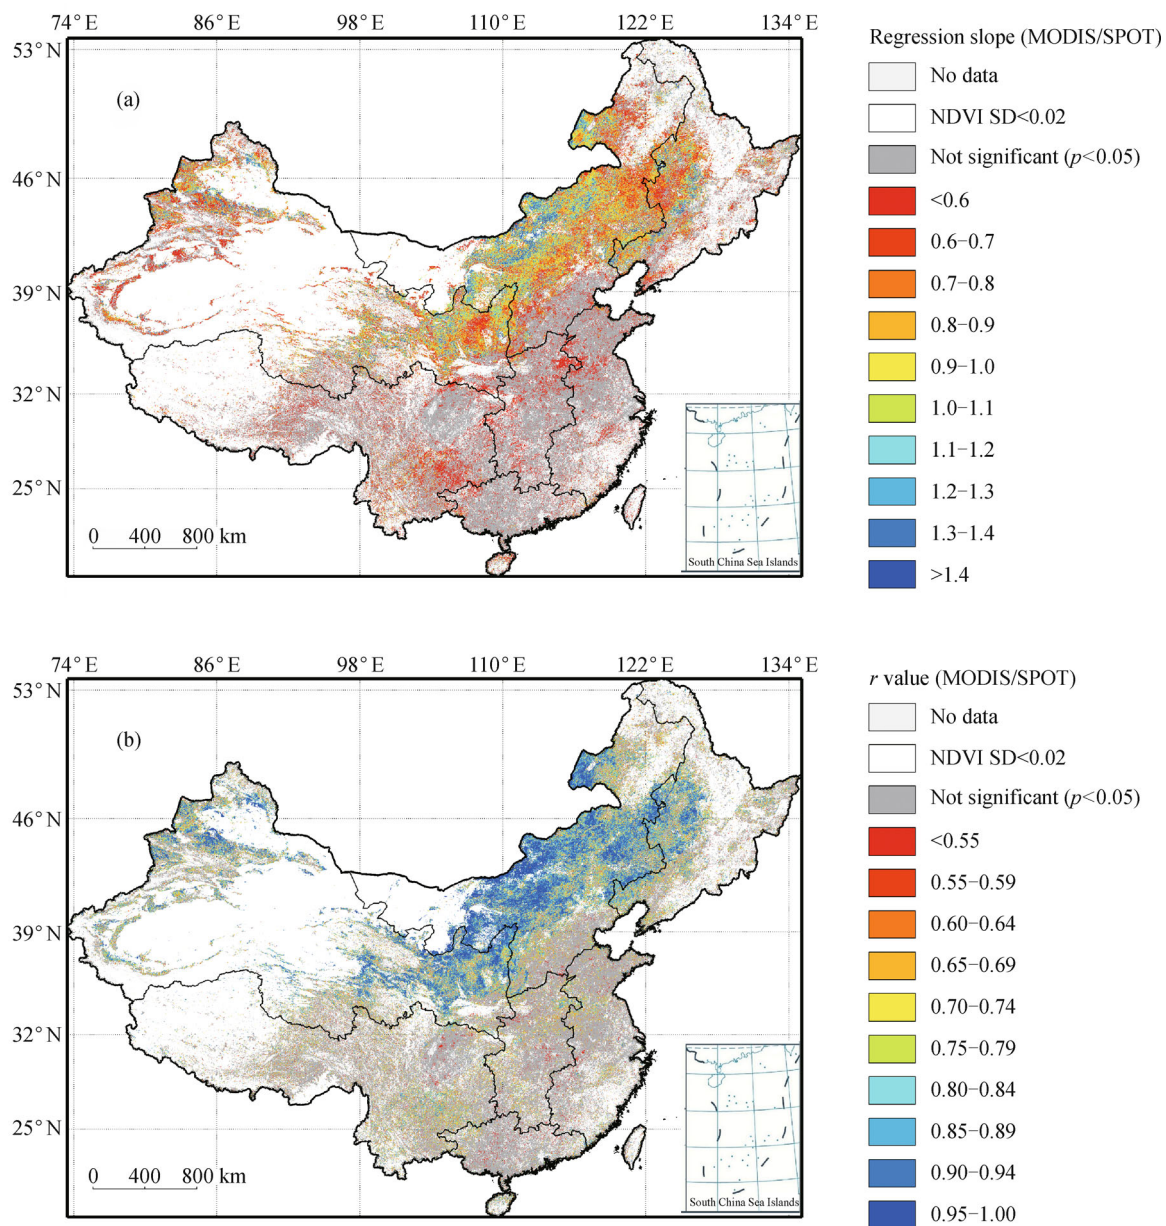 74° E 86° E 98° E 110° E 122° E 134° E
53° N
46° N
39° N
32° N
25° N
(a)
0 400 800 km
South China Sea Islands
Regression slope (MODIS/SPOT)
No data
NDVI SD<0.02
Not significant (p<0.05)
<0.6
0.6−0.7
0.7−0.8
0.8−0.9
0.9−1.0
1.0−1.1
1.1−1.2
1.2−1.3
1.3−1.4
>1.4
74° E 86° E 98° E 110° E 122° E 134° E
53° N
46° N
39° N
32° N
25° N
(b)
0 400 800 km
South China Sea Islands
r value (MODIS/SPOT)
No data
NDVI SD<0.02
Not significant (p<0.05)
<0.55
0.55−0.59
0.60−0.64
0.65−0.69
0.70−0.74
0.75−0.79
0.80−0.84
0.85−0.89
0.90−0.94
0.95−1.00